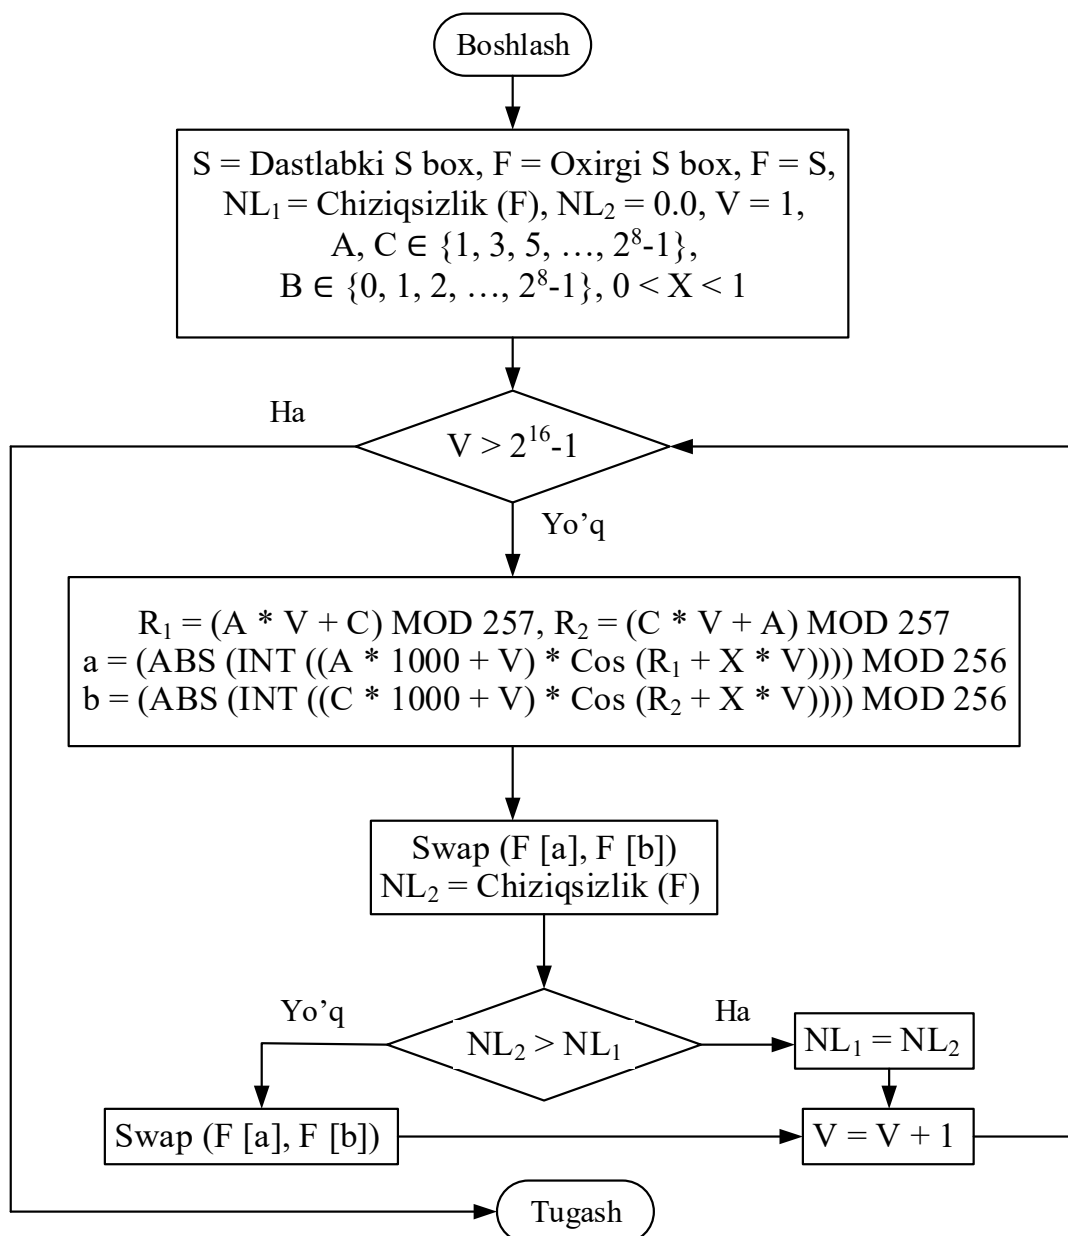 Boshlash
S = Dastlabki S box, F = Oxirgi S box, F = S,
NL₁ = Chiziqsizlik (F), NL₂ = 0.0, V = 1,
A, C ∈ {1, 3, 5, …, 2⁸-1},
B ∈ {0, 1, 2, …, 2⁸-1}, 0 < X < 1
Ha
V > 2¹⁶-1
Yo’q
R₁ = (A * V + C) MOD 257, R₂ = (C * V + A) MOD 257
a = (ABS (INT ((A * 1000 + V) * Cos (R₁ + X * V)))) MOD 256
b = (ABS (INT ((C * 1000 + V) * Cos (R₂ + X * V)))) MOD 256
Swap (F [a], F [b])
NL₂ = Chiziqsizlik (F)
Yo’q
Ha
NL₂ > NL₁
NL₁ = NL₂
Swap (F [a], F [b])
V = V + 1
Tugash